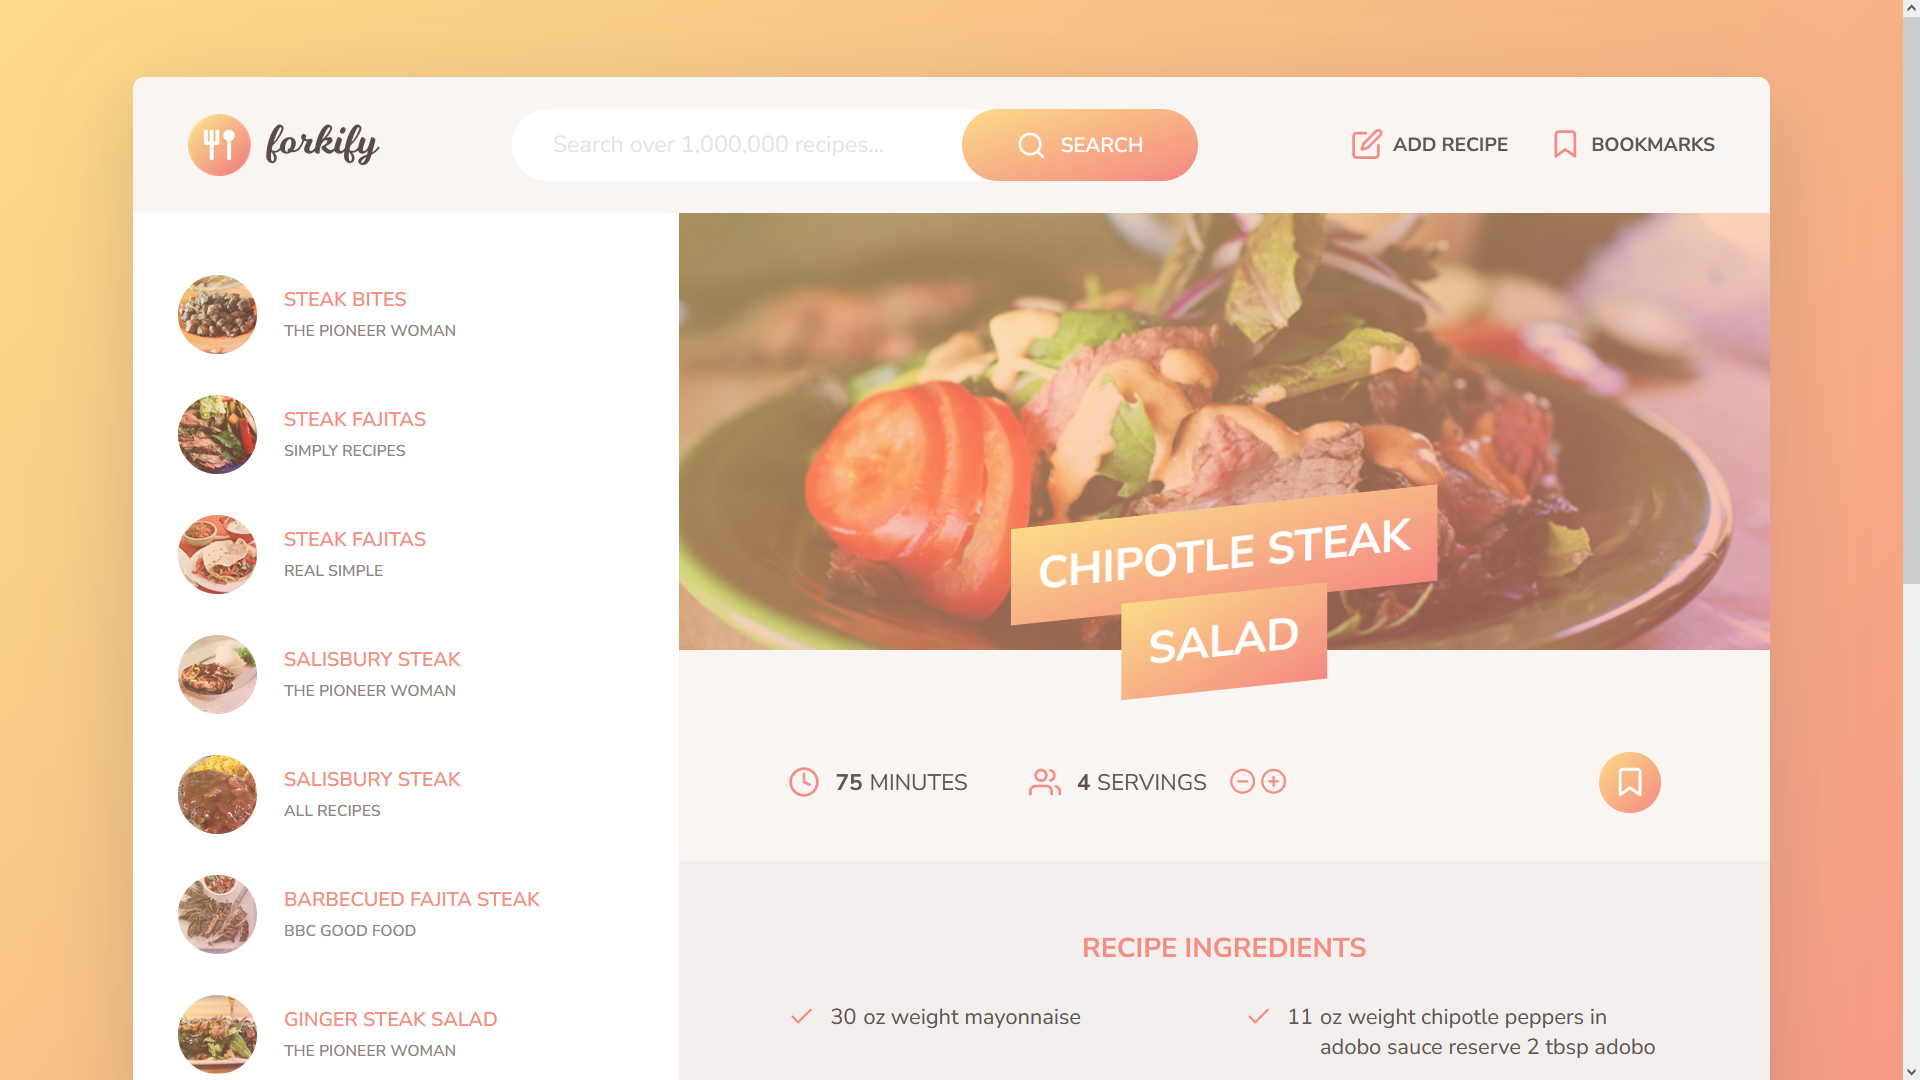 forkify
Search over 1,000,000 recipes...
SEARCH
ADD RECIPE
BOOKMARKS
STEAK BITES
THE PIONEER WOMAN
STEAK FAJITAS
SIMPLY RECIPES
STEAK FAJITAS
REAL SIMPLE
SALISBURY STEAK
THE PIONEER WOMAN
SALISBURY STEAK
ALL RECIPES
BARBECUED FAJITA STEAK
BBC GOOD FOOD
GINGER STEAK SALAD
THE PIONEER WOMAN
CHIPOTLE STEAK
SALAD
75 MINUTES
4 SERVINGS
RECIPE INGREDIENTS
30 oz weight mayonnaise
11 oz weight chipotle peppers in
adobo sauce reserve 2 tbsp adobo